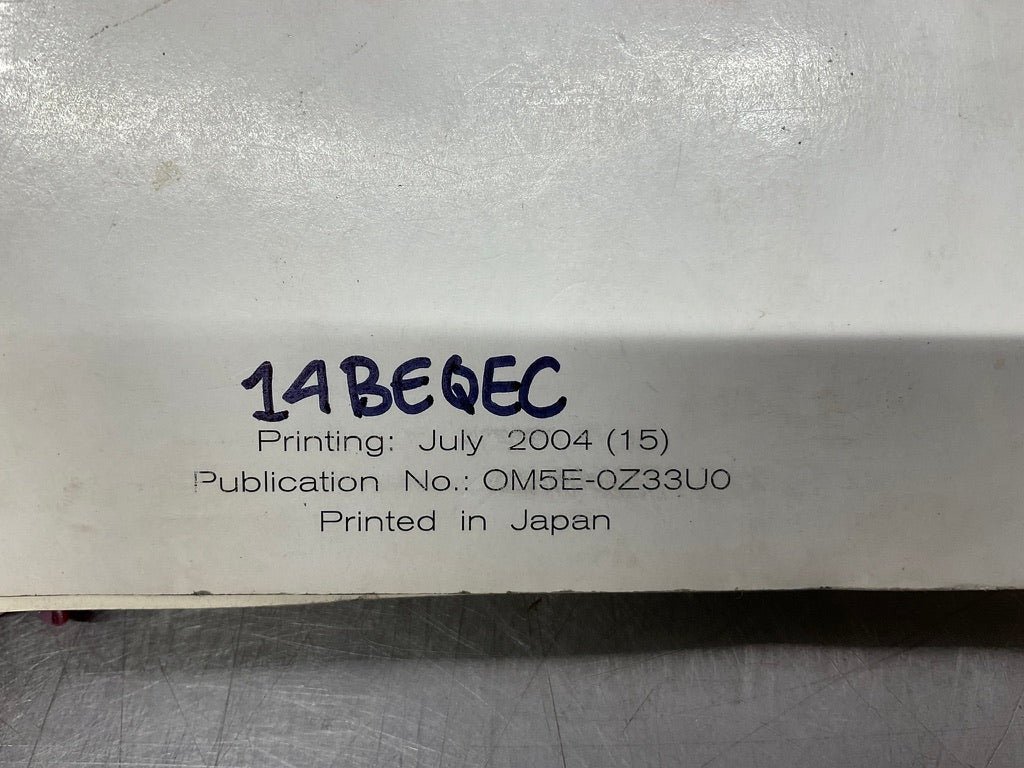 14BEQEC
Printing: July 2004 (15)
Publication No.: OM5E-0Z33U0
Printed in Japan